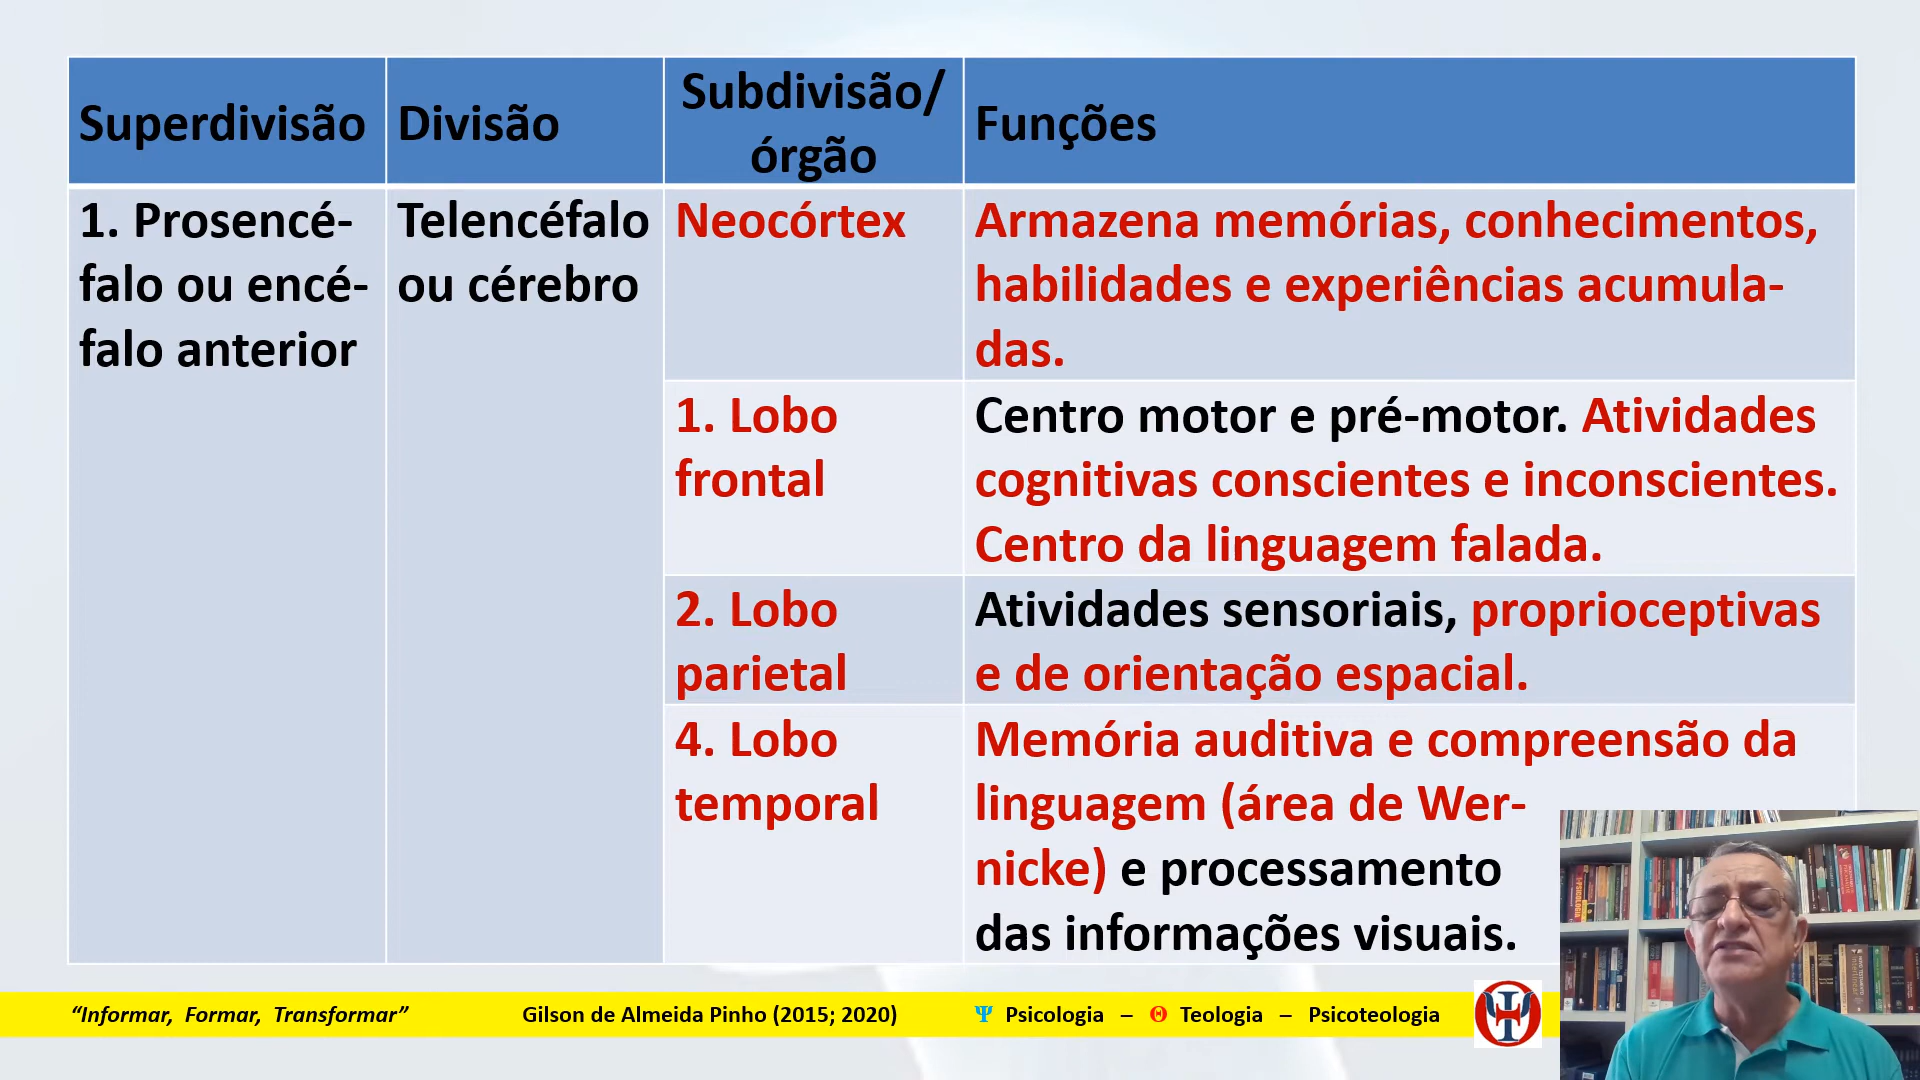 Superdivisão
Divisão
Subdivisão/
órgão
Funções
1. Prosencé-
falo ou encé-
falo anterior
Telencéfalo
ou cérebro
Neocórtex
Armazena memórias, conhecimentos,
habilidades e experiências acumula-
das.
1. Lobo
frontal
Centro motor e pré-motor. Atividades
cognitivas conscientes e inconscientes.
Centro da linguagem falada.
2. Lobo
parietal
Atividades sensoriais, proprioceptivas
e de orientação espacial.
4. Lobo
temporal
Memória auditiva e compreensão da
linguagem (área de Wer-
nicke) e processamento
das informações visuais.
“Informar, Formar, Transformar”
Gilson de Almeida Pinho (2015; 2020)
Ψ Psicologia – Θ Teologia – Psicoteologia